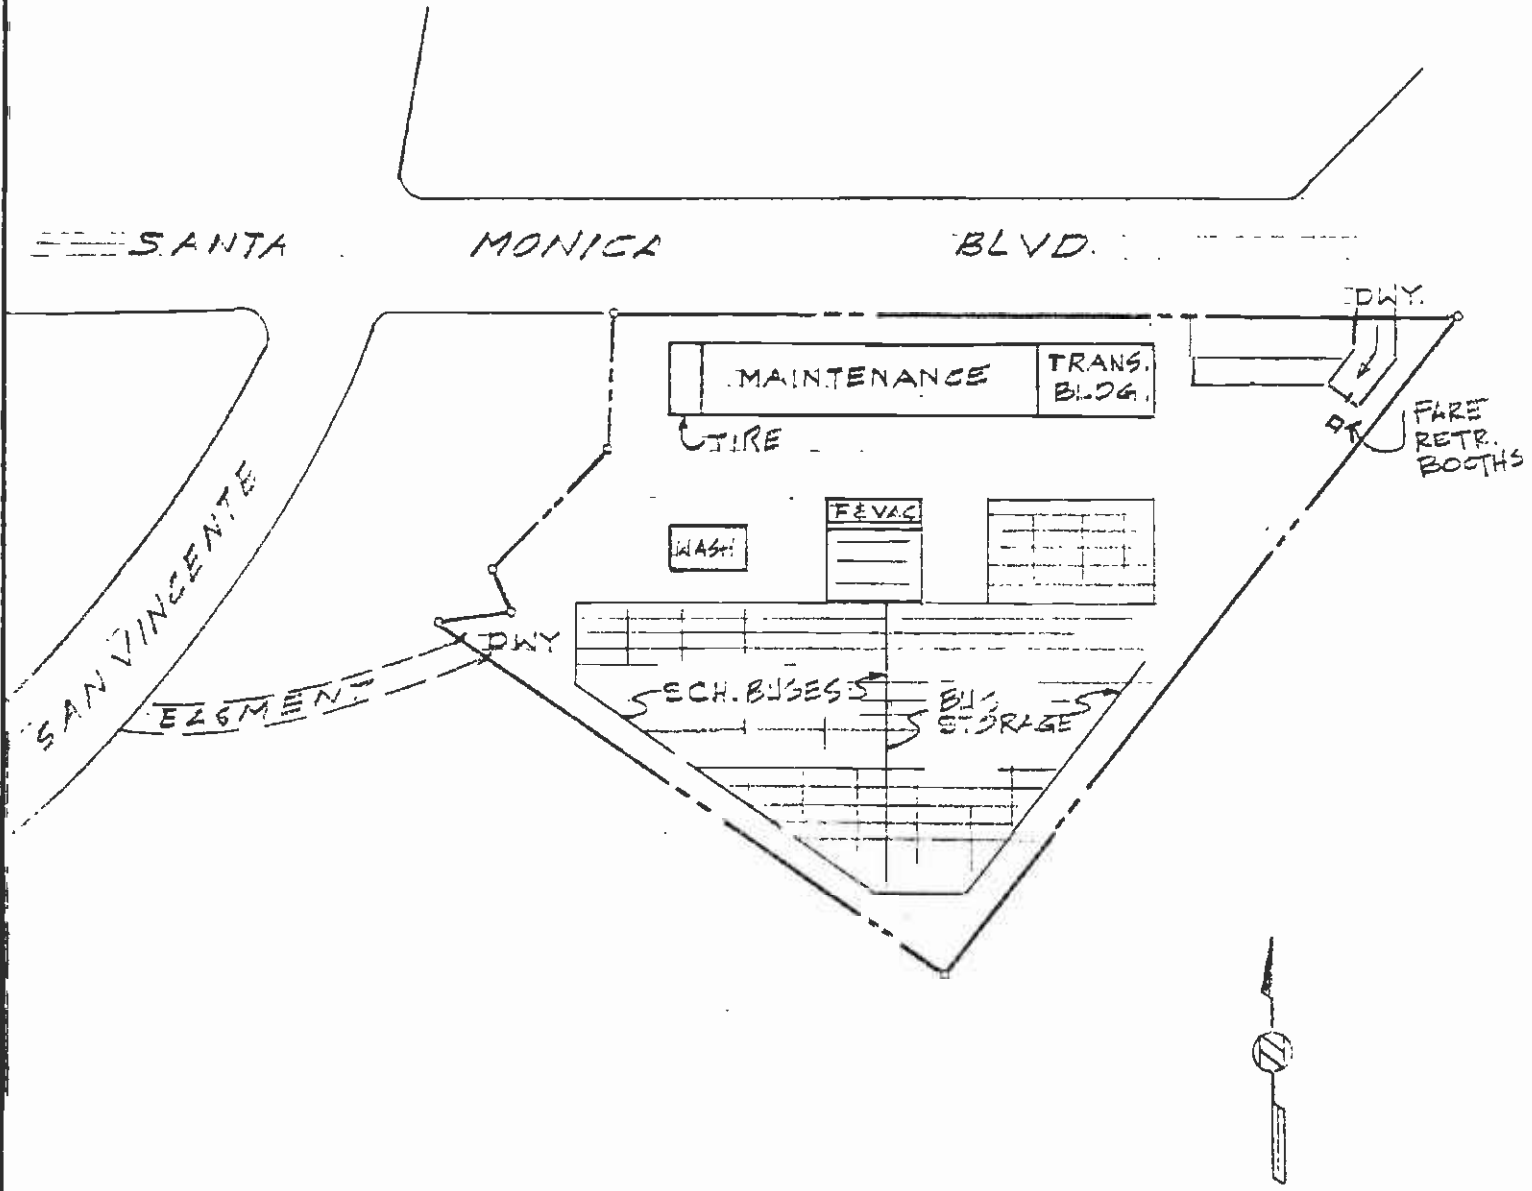 SANTA MONICA BLVD.
DWY.
MAINTENANCE
TRANS.
BLDG.
TIRE
FARE
RETR.
BOOTHS
F & VAC
WASH
SAN VINCENTE
DWY
EASMENT
SCH. BUSES
BUS
STORAGE